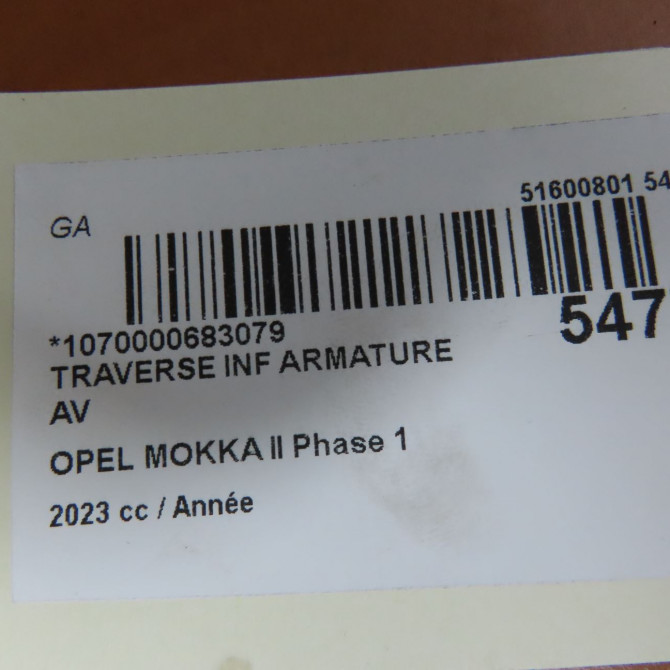 51600801 54
GA
*1070000683079
547
TRAVERSE INF ARMATURE
AV
OPEL MOKKA II Phase 1
2023 cc / Année